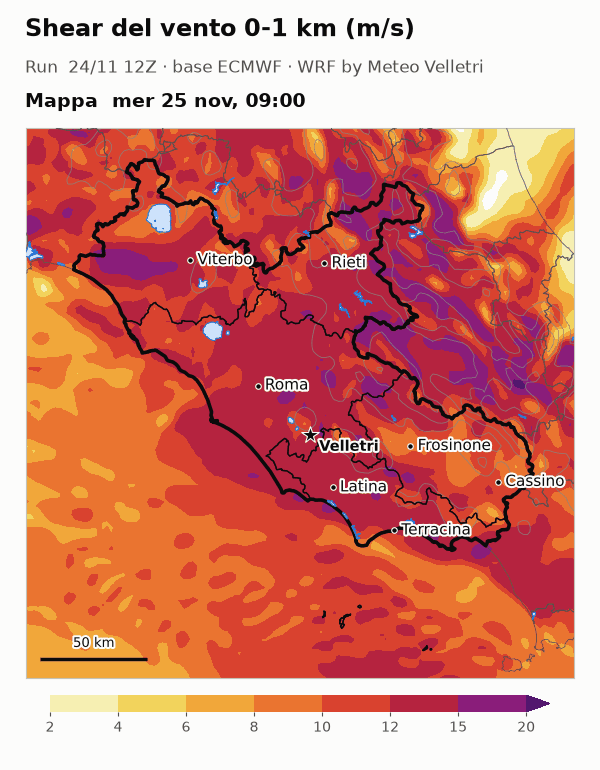 Shear del vento 0-1 km (m/s)
Run  24/11 12Z · base ECMWF · WRF by Meteo Velletri
Mappa  mer 25 nov, 09:00
Viterbo
Rieti
Roma
Velletri
Frosinone
Cassino
Latina
Terracina
50 km
2 4 6 8 10 12 15 20